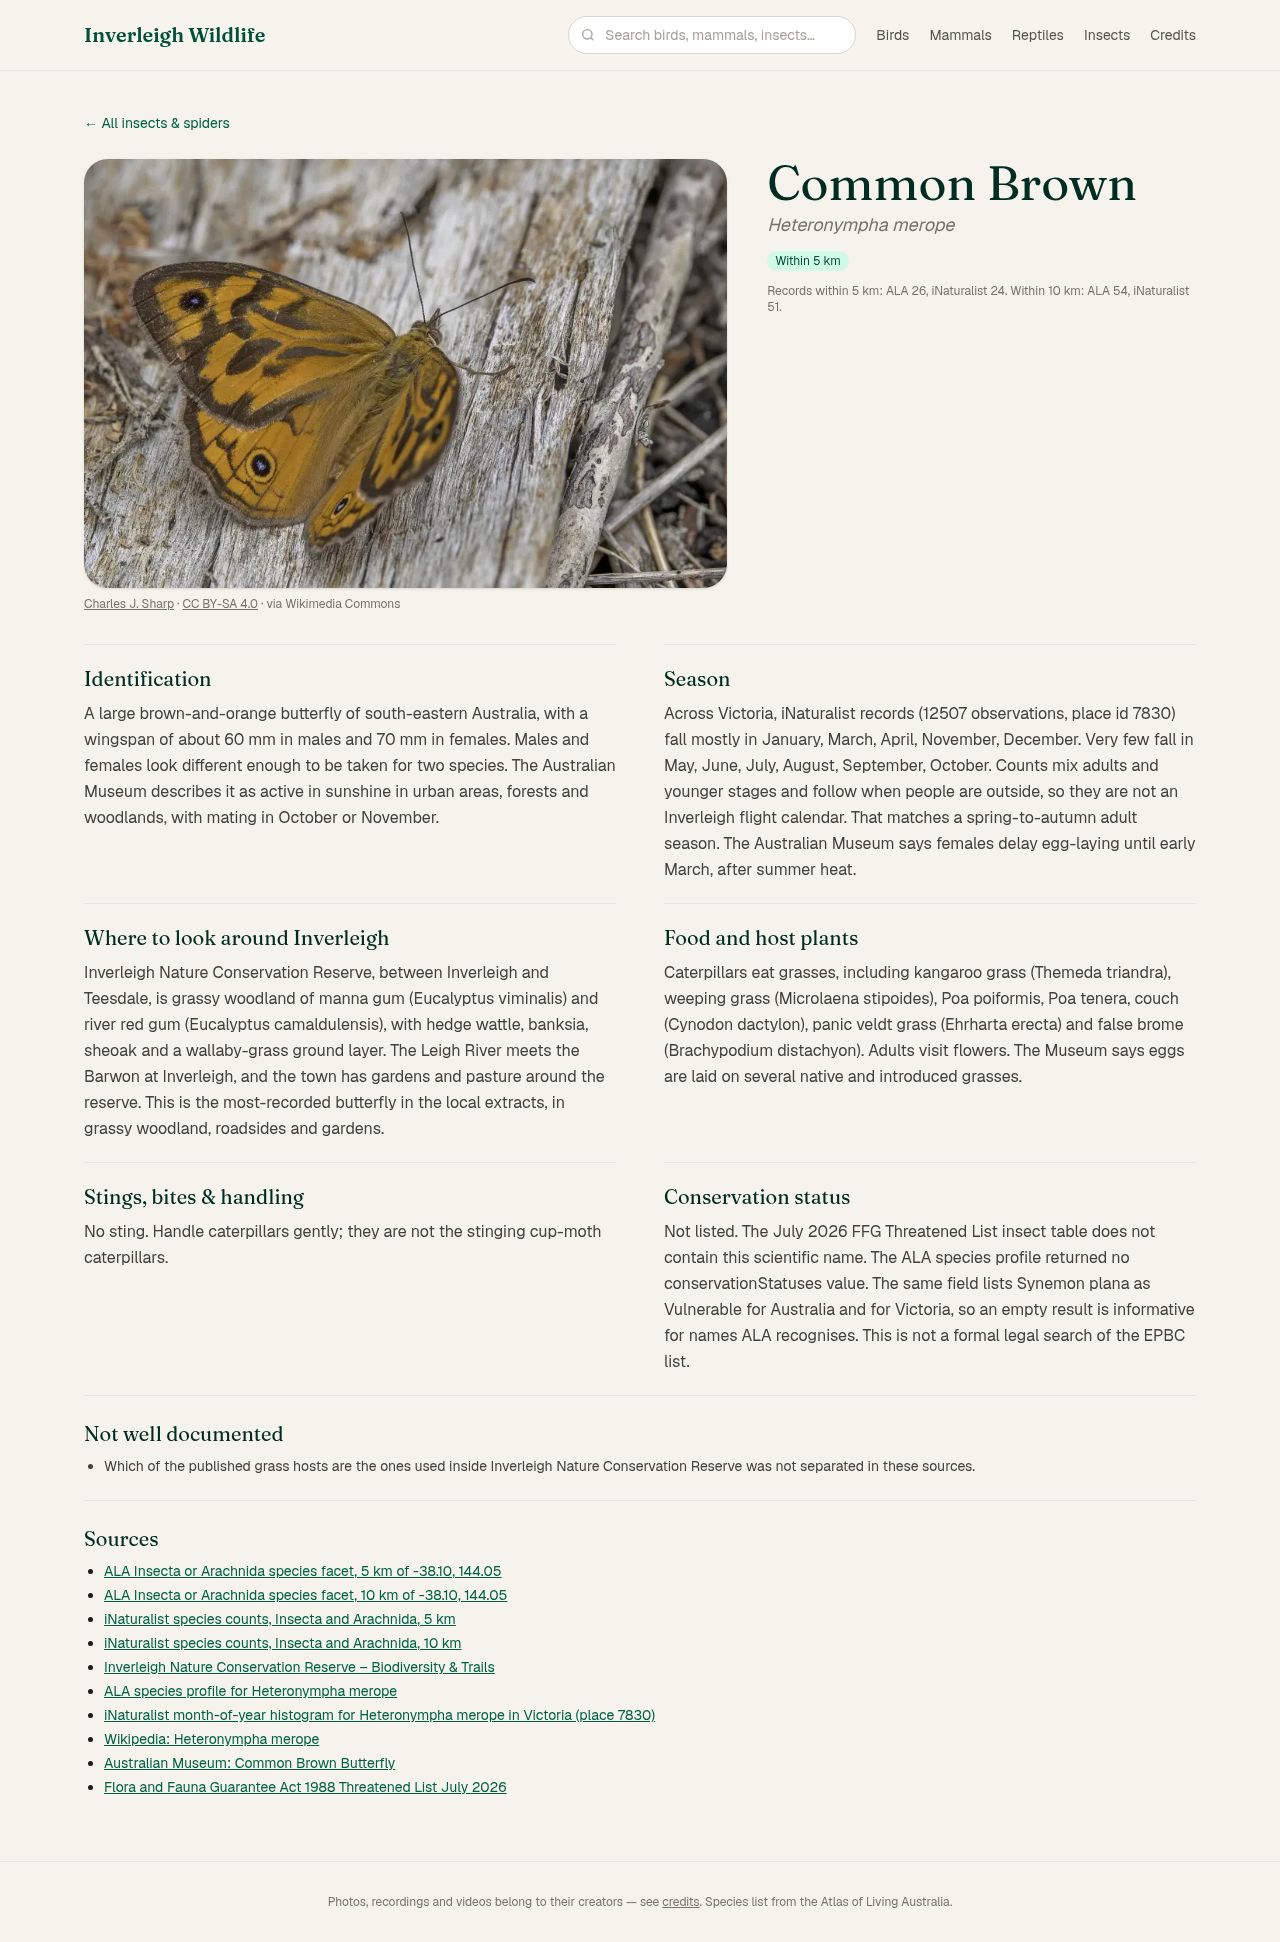 Inverleigh Wildlife
Search birds, mammals, insects...
Birds Mammals Reptiles Insects Credits
← All insects & spiders
Common Brown
Heteronympha merope
Within 5 km
Records within 5 km: ALA 26, iNaturalist 24. Within 10 km: ALA 54, iNaturalist
51.
Charles J. Sharp · CC BY-SA 4.0 · via Wikimedia Commons
Identification
A large brown-and-orange butterfly of south-eastern Australia, with a
wingspan of about 60 mm in males and 70 mm in females. Males and
females look different enough to be taken for two species. The Australian
Museum describes it as active in sunshine in urban areas, forests and
woodlands, with mating in October or November.
Season
Across Victoria, iNaturalist records (12507 observations, place id 7830)
fall mostly in January, March, April, November, December. Very few fall in
May, June, July, August, September, October. Counts mix adults and
younger stages and follow when people are outside, so they are not an
Inverleigh flight calendar. That matches a spring-to-autumn adult
season. The Australian Museum says females delay egg-laying until early
March, after summer heat.
Where to look around Inverleigh
Inverleigh Nature Conservation Reserve, between Inverleigh and
Teesdale, is grassy woodland of manna gum (Eucalyptus viminalis) and
river red gum (Eucalyptus camaldulensis), with hedge wattle, banksia,
sheoak and a wallaby-grass ground layer. The Leigh River meets the
Barwon at Inverleigh, and the town has gardens and pasture around the
reserve. This is the most-recorded butterfly in the local extracts, in
grassy woodland, roadsides and gardens.
Food and host plants
Caterpillars eat grasses, including kangaroo grass (Themeda triandra),
weeping grass (Microlaena stipoides), Poa poiformis, Poa tenera, couch
(Cynodon dactylon), panic veldt grass (Ehrharta erecta) and false brome
(Brachypodium distachyon). Adults visit flowers. The Museum says eggs
are laid on several native and introduced grasses.
Stings, bites & handling
No sting. Handle caterpillars gently; they are not the stinging cup-moth
caterpillars.
Conservation status
Not listed. The July 2026 FFG Threatened List insect table does not
contain this scientific name. The ALA species profile returned no
conservationStatuses value. The same field lists Synemon plana as
Vulnerable for Australia and for Victoria, so an empty result is informative
for names ALA recognises. This is not a formal legal search of the EPBC
list.
Not well documented
• Which of the published grass hosts are the ones used inside Inverleigh Nature Conservation Reserve was not separated in these sources.
Sources
• ALA Insecta or Arachnida species facet, 5 km of -38.10, 144.05
• ALA Insecta or Arachnida species facet, 10 km of -38.10, 144.05
• iNaturalist species counts, Insecta and Arachnida, 5 km
• iNaturalist species counts, Insecta and Arachnida, 10 km
• Inverleigh Nature Conservation Reserve – Biodiversity & Trails
• ALA species profile for Heteronympha merope
• iNaturalist month-of-year histogram for Heteronympha merope in Victoria (place 7830)
• Wikipedia: Heteronympha merope
• Australian Museum: Common Brown Butterfly
• Flora and Fauna Guarantee Act 1988 Threatened List July 2026
Photos, recordings and videos belong to their creators — see credits. Species list from the Atlas of Living Australia.